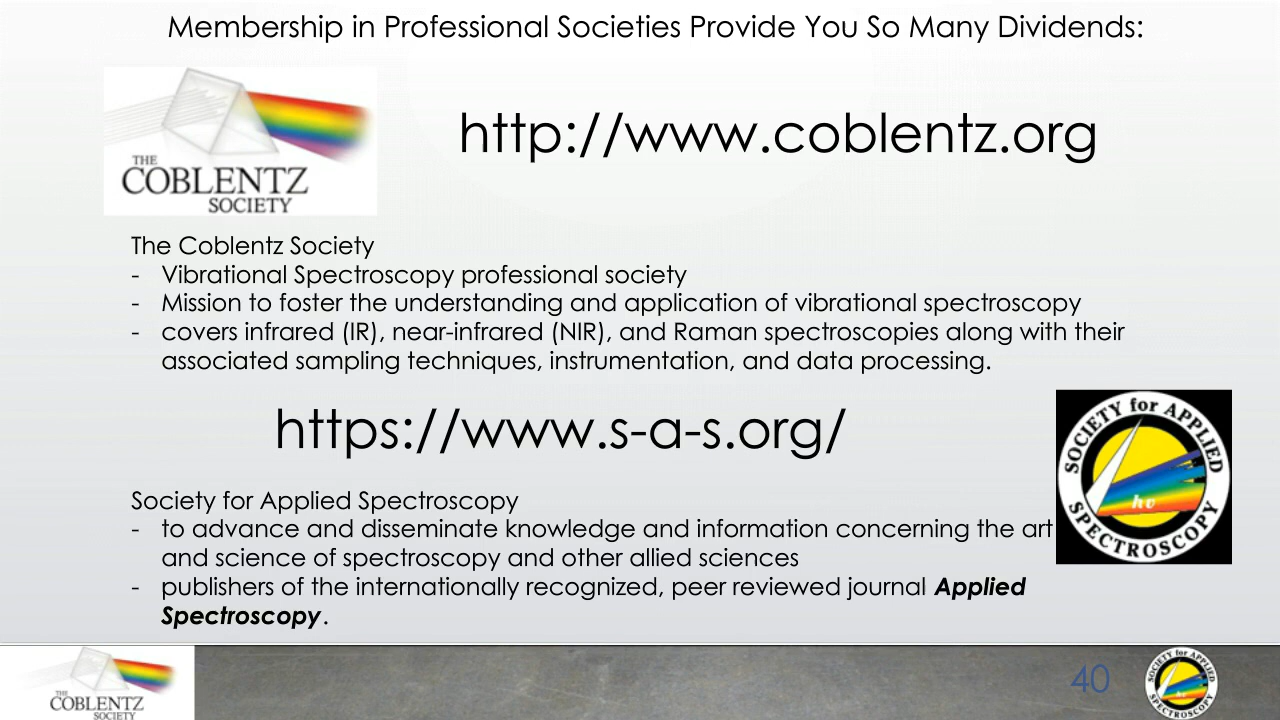 Membership in Professional Societies Provide You So Many Dividends:
THE
COBLENTZ
SOCIETY
http://www.coblentz.org
The Coblentz Society
- Vibrational Spectroscopy professional society
- Mission to foster the understanding and application of vibrational spectroscopy
- covers infrared (IR), near-infrared (NIR), and Raman spectroscopies along with their
associated sampling techniques, instrumentation, and data processing.
https://www.s-a-s.org/
SOCIETY for APPLIED
SPECTROSCOPY
hν
Society for Applied Spectroscopy
- to advance and disseminate knowledge and information concerning the art
and science of spectroscopy and other allied sciences
- publishers of the internationally recognized, peer reviewed journal Applied
Spectroscopy.
THE
COBLENTZ
SOCIETY
40
SOCIETY for APPLIED
SPECTROSCOPY
hν